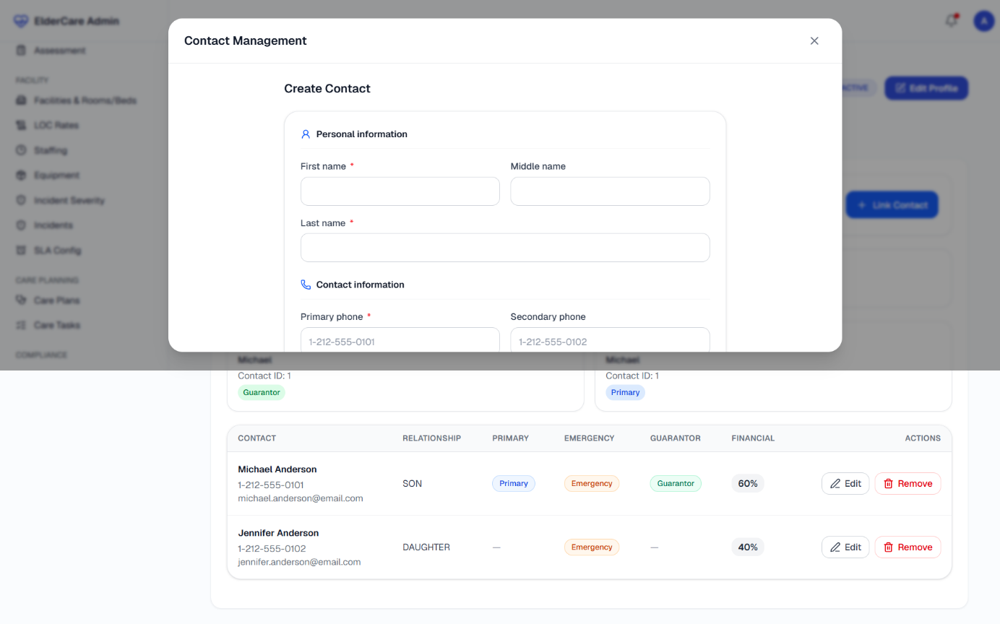 ElderCare Admin
A
Assessment
FACILITY
Facilities & Rooms/Beds
LOC Rates
Staffing
Equipment
Incident Severity
Incidents
SLA Config
CARE PLANNING
Care Plans
Care Tasks
COMPLIANCE
ACTIVE
Edit Profile
Link Contact
Contact Management
Create Contact
Personal information
First name *
Middle name
Last name *
Contact information
Primary phone *
Secondary phone
1-212-555-0101
1-212-555-0102
Michael
Contact ID: 1
Guarantor
Michael
Contact ID: 1
Primary
CONTACT RELATIONSHIP PRIMARY EMERGENCY GUARANTOR FINANCIAL ACTIONS
Michael Anderson
1-212-555-0101
michael.anderson@email.com
SON Primary Emergency Guarantor 60% Edit Remove
Jennifer Anderson
1-212-555-0102
jennifer.anderson@email.com
DAUGHTER — Emergency — 40% Edit Remove